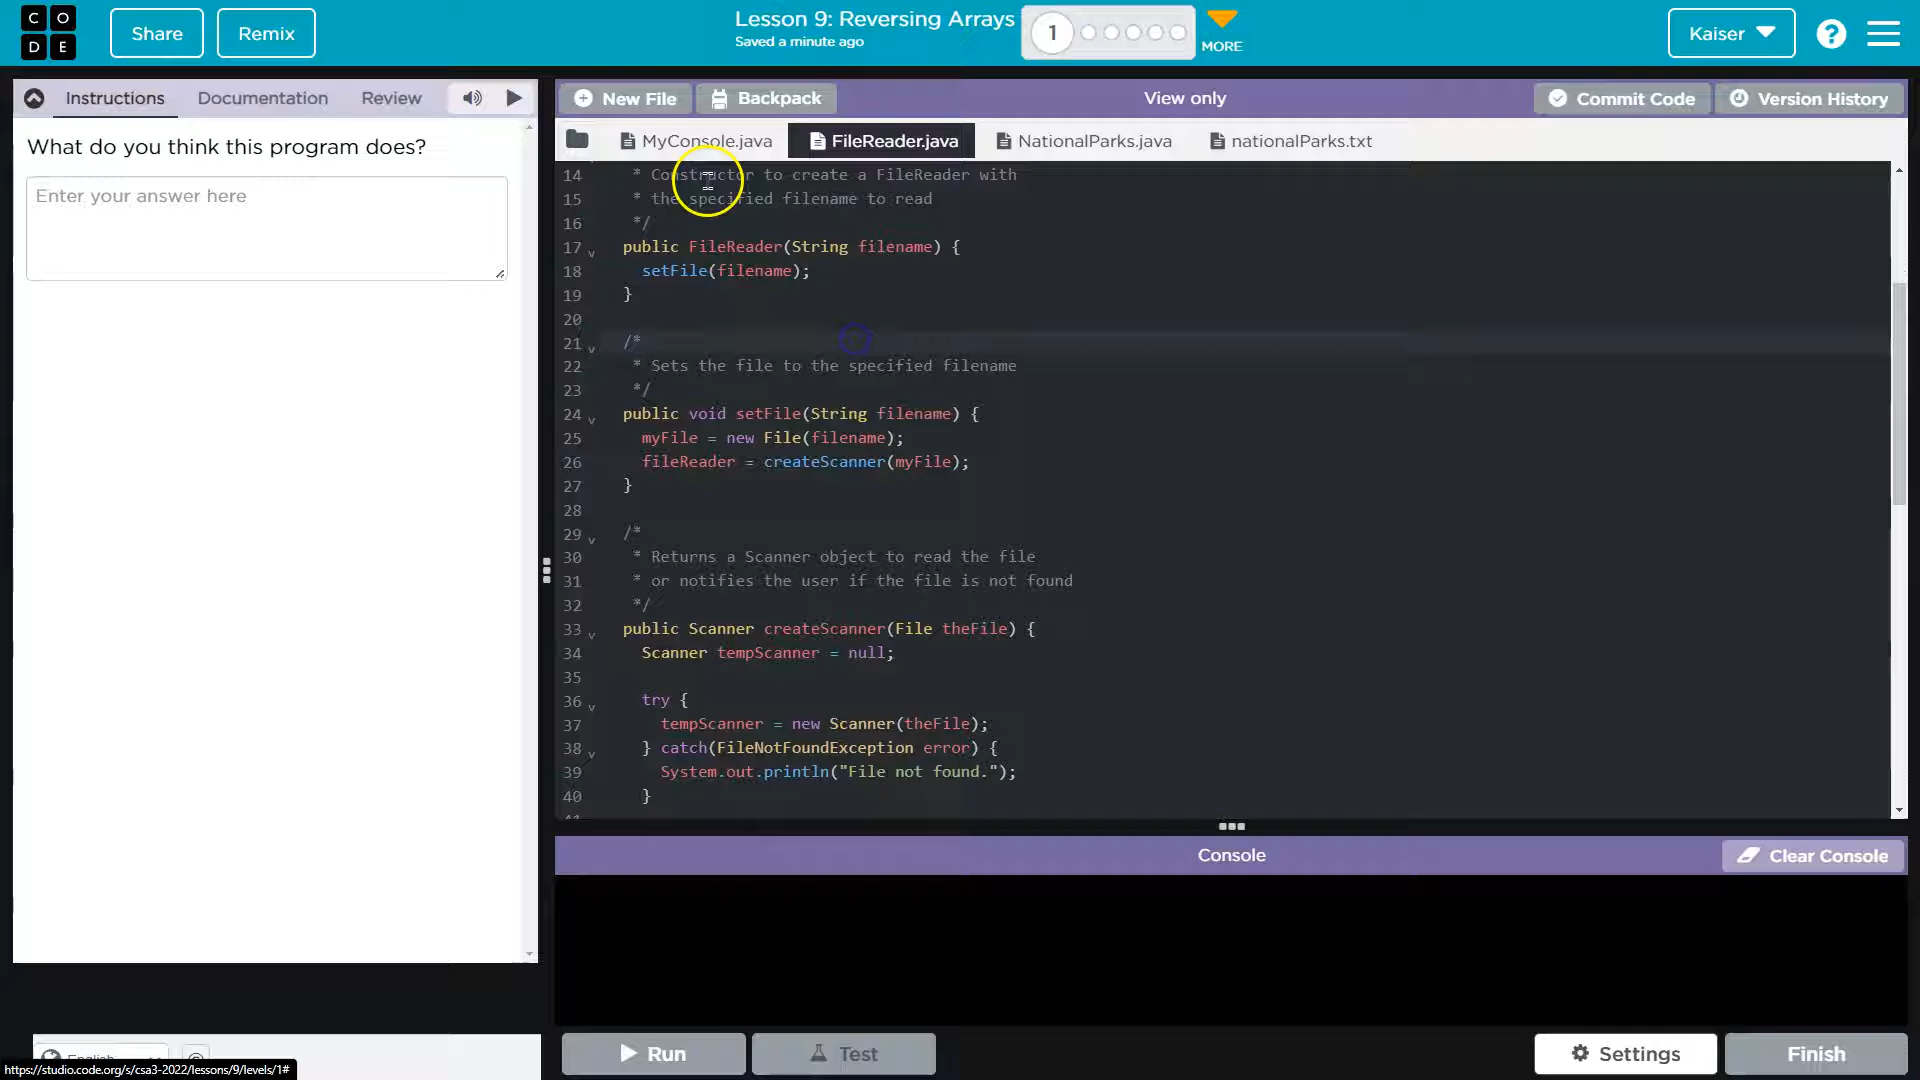 C O
D E
Share
Remix
Lesson 9: Reversing Arrays
Saved a minute ago
1
MORE
Kaiser
?
Instructions
Documentation
Review
New File
Backpack
View only
Commit Code
Version History
What do you think this program does?
Enter your answer here
MyConsole.java
FileReader.java
NationalParks.java
nationalParks.txt
14 * Constructor to create a FileReader with
15 * the specified filename to read
16 */
17 public FileReader(String filename) {
18 setFile(filename);
19 }
20
21 /*
22 * Sets the file to the specified filename
23 */
24 public void setFile(String filename) {
25 myFile = new File(filename);
26 fileReader = createScanner(myFile);
27 }
28
29 /*
30 * Returns a Scanner object to read the file
31 * or notifies the user if the file is not found
32 */
33 public Scanner createScanner(File theFile) {
34 Scanner tempScanner = null;
35
36 try {
37 tempScanner = new Scanner(theFile);
38 } catch(FileNotFoundException error) {
39 System.out.println("File not found.");
40 }
41
Console
Clear Console
English
https://studio.code.org/s/csa3-2022/lessons/9/levels/1#
Run
Test
Settings
Finish